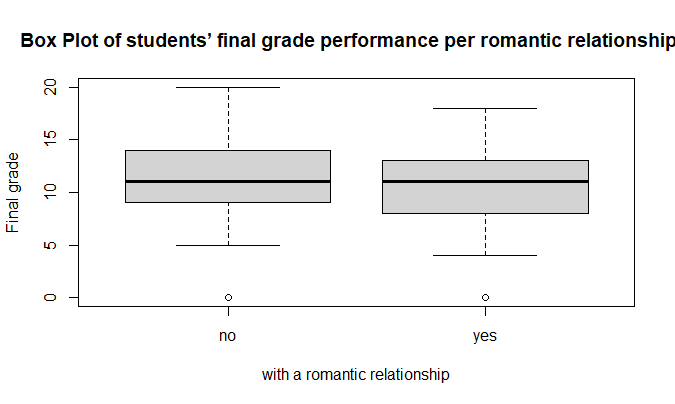 Box Plot of students’ final grade performance per romantic relationship
20
15
10
5
0
Final grade
no
yes
with a romantic relationship